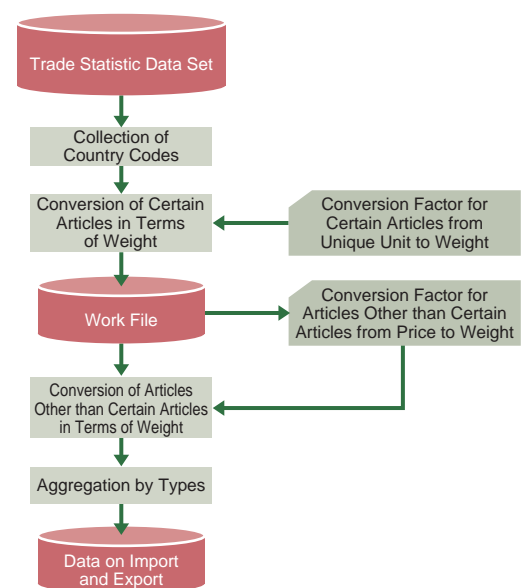 Trade Statistic Data Set
Collection of
Country Codes
Conversion of Certain
Articles in Terms
of Weight
Conversion Factor for
Certain Articles from
Unique Unit to Weight
Work File
Conversion Factor for
Articles Other than Certain
Articles from Price to Weight
Conversion of Articles
Other than Certain Articles
in Terms of Weight
Aggregation by Types
Data on Import
and Export